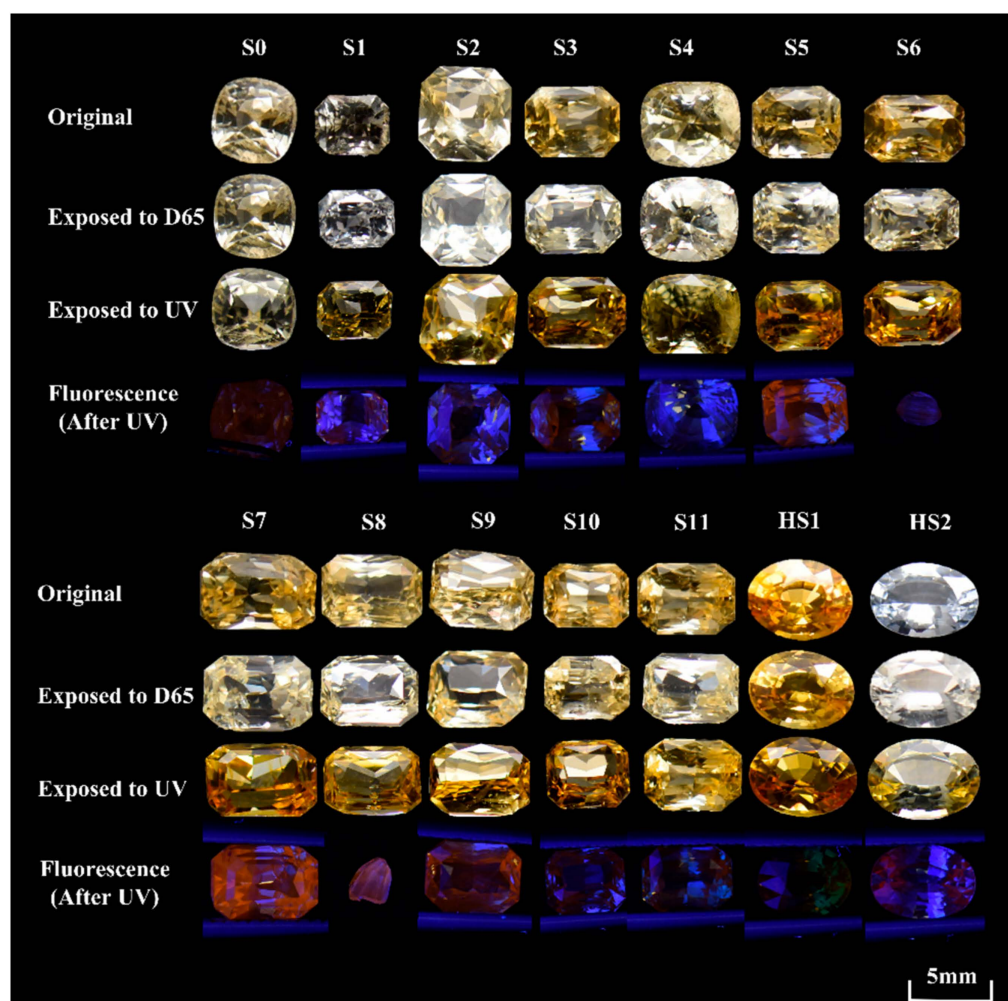 S0 S1 S2 S3 S4 S5 S6
Original
Exposed to D65
Exposed to UV
Fluorescence
(After UV)
S7 S8 S9 S10 S11 HS1 HS2
Original
Exposed to D65
Exposed to UV
Fluorescence
(After UV)
5mm